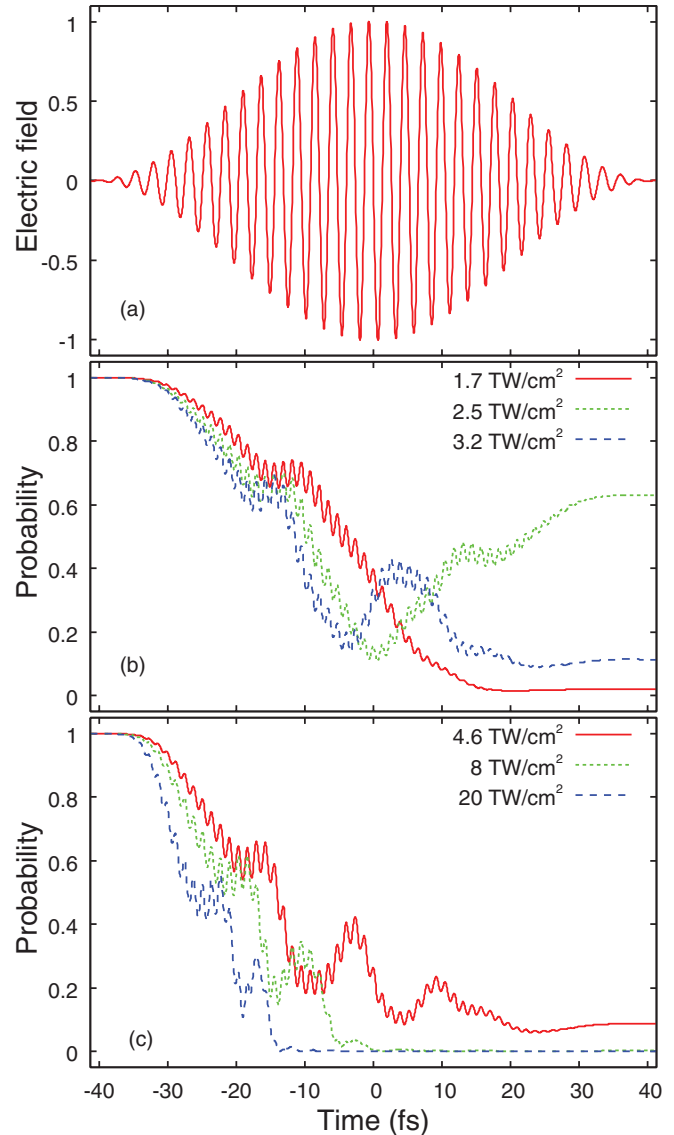 1
0.5
0
-0.5
-1
Electric field
(a)
1
0.8
0.6
0.4
0.2
0
Probability
1.7 TW/cm²
2.5 TW/cm²
3.2 TW/cm²
(b)
1
0.8
0.6
0.4
0.2
0
Probability
4.6 TW/cm²
8 TW/cm²
20 TW/cm²
(c)
-40 -30 -20 -10 0 10 20 30 40
Time (fs)